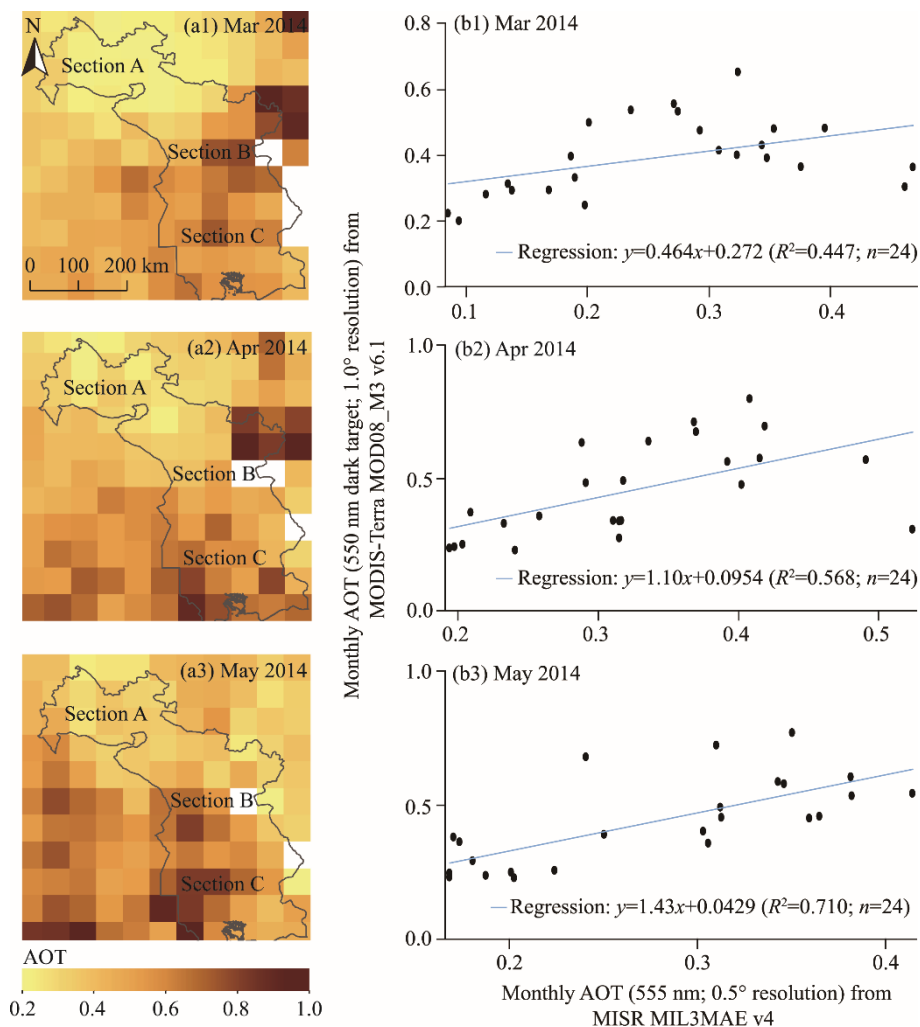 N
(a1) Mar 2014
Section A
Section B
Section C
0 100 200 km
(a2) Apr 2014
Section A
Section B
Section C
(a3) May 2014
Section A
Section B
Section C
AOT
0.2 0.4 0.6 0.8 1.0
Monthly AOT (550 nm dark target; 1.0° resolution) from
MODIS-Terra MOD08_M3 v6.1
(b1) Mar 2014
0.8
0.6
0.4
0.2
0.0
Regression: y=0.464x+0.272 (R²=0.447; n=24)
0.1 0.2 0.3
(b2) Apr 2014
1.0
0.5
0.0
Regression: y=1.10x+0.0954 (R²=0.568; n=24)
0.2 0.3 0.4 0.5
(b3) May 2014
1.0
0.5
0.0
Regression: y=1.43x+0.0429 (R²=0.710; n=24)
0.2 0.3 0.4
Monthly AOT (555 nm; 0.5° resolution) from
MISR MIL3MAE v4